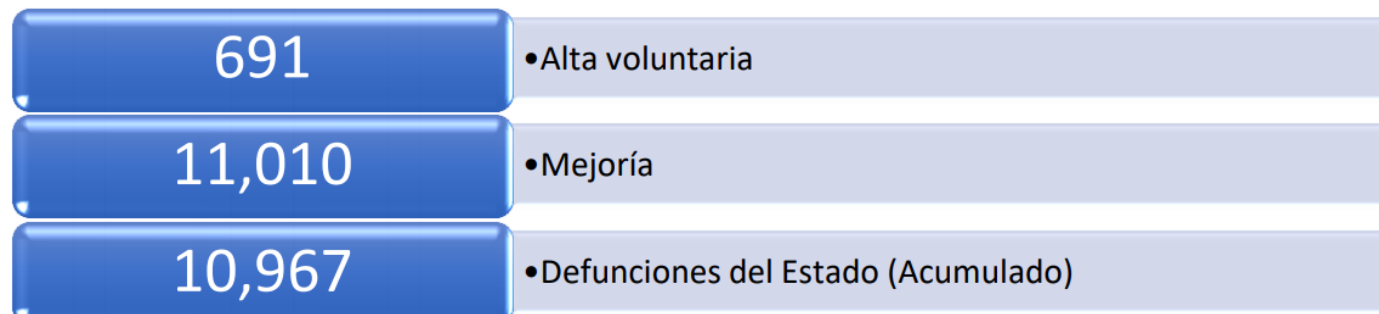 691 •Alta voluntaria
11,010 •Mejoría
10,967 •Defunciones del Estado (Acumulado)